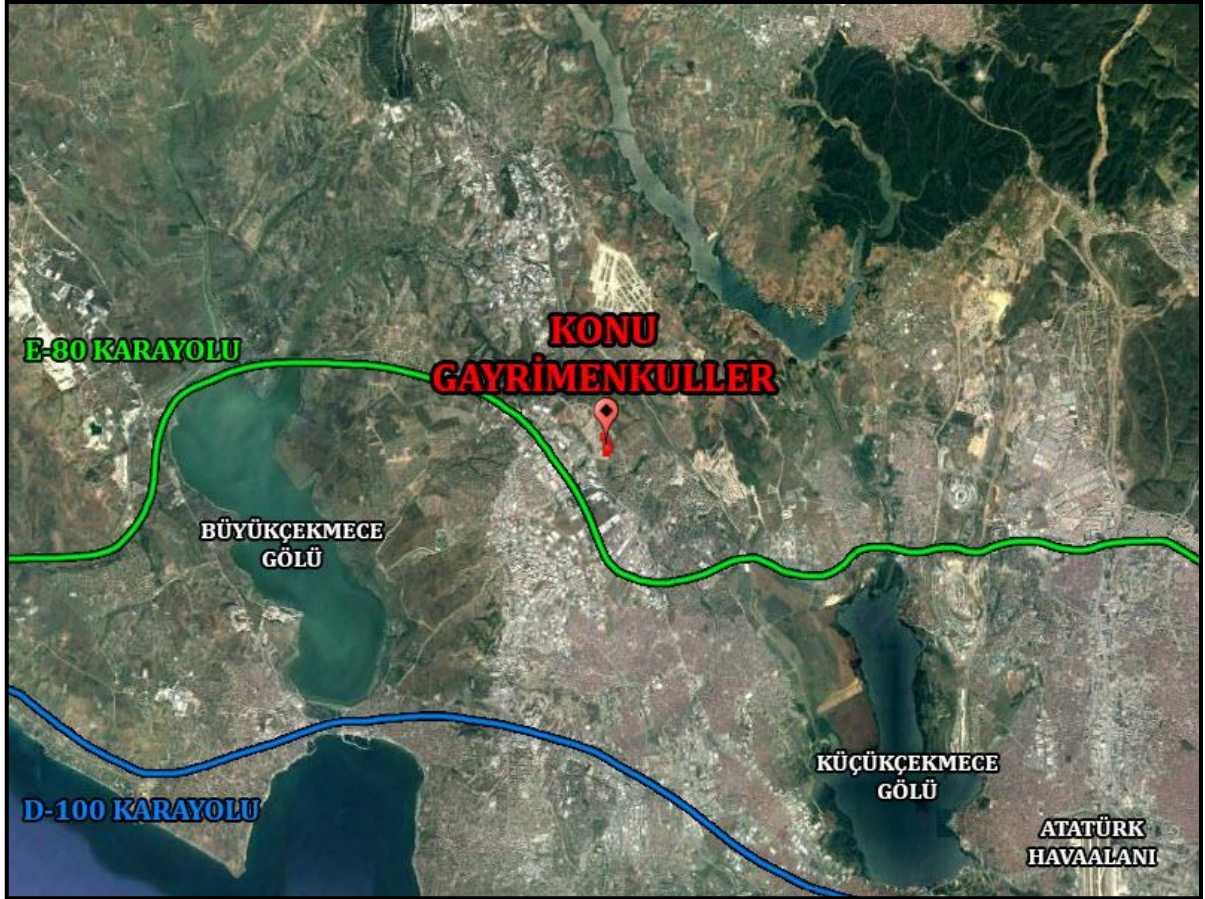 KONU
GAYRİMENKULLER
E-80 KARAYOLU
BÜYÜKÇEKMECE
GÖLÜ
D-100 KARAYOLU
KÜÇÜKÇEKMECE
GÖLÜ
ATATÜRK
HAVAALANI